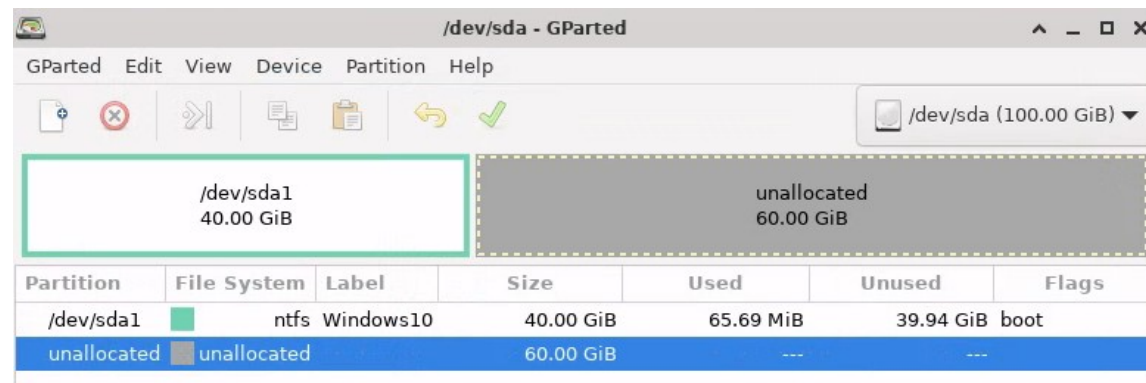 /dev/sda - GParted
GParted Edit View Device Partition Help
/dev/sda (100.00 GiB)
/dev/sda1
40.00 GiB
unallocated
60.00 GiB
Partition File System Label Size Used Unused Flags
/dev/sda1 ntfs Windows10 40.00 GiB 65.69 MiB 39.94 GiB boot
unallocated unallocated 60.00 GiB --- ---